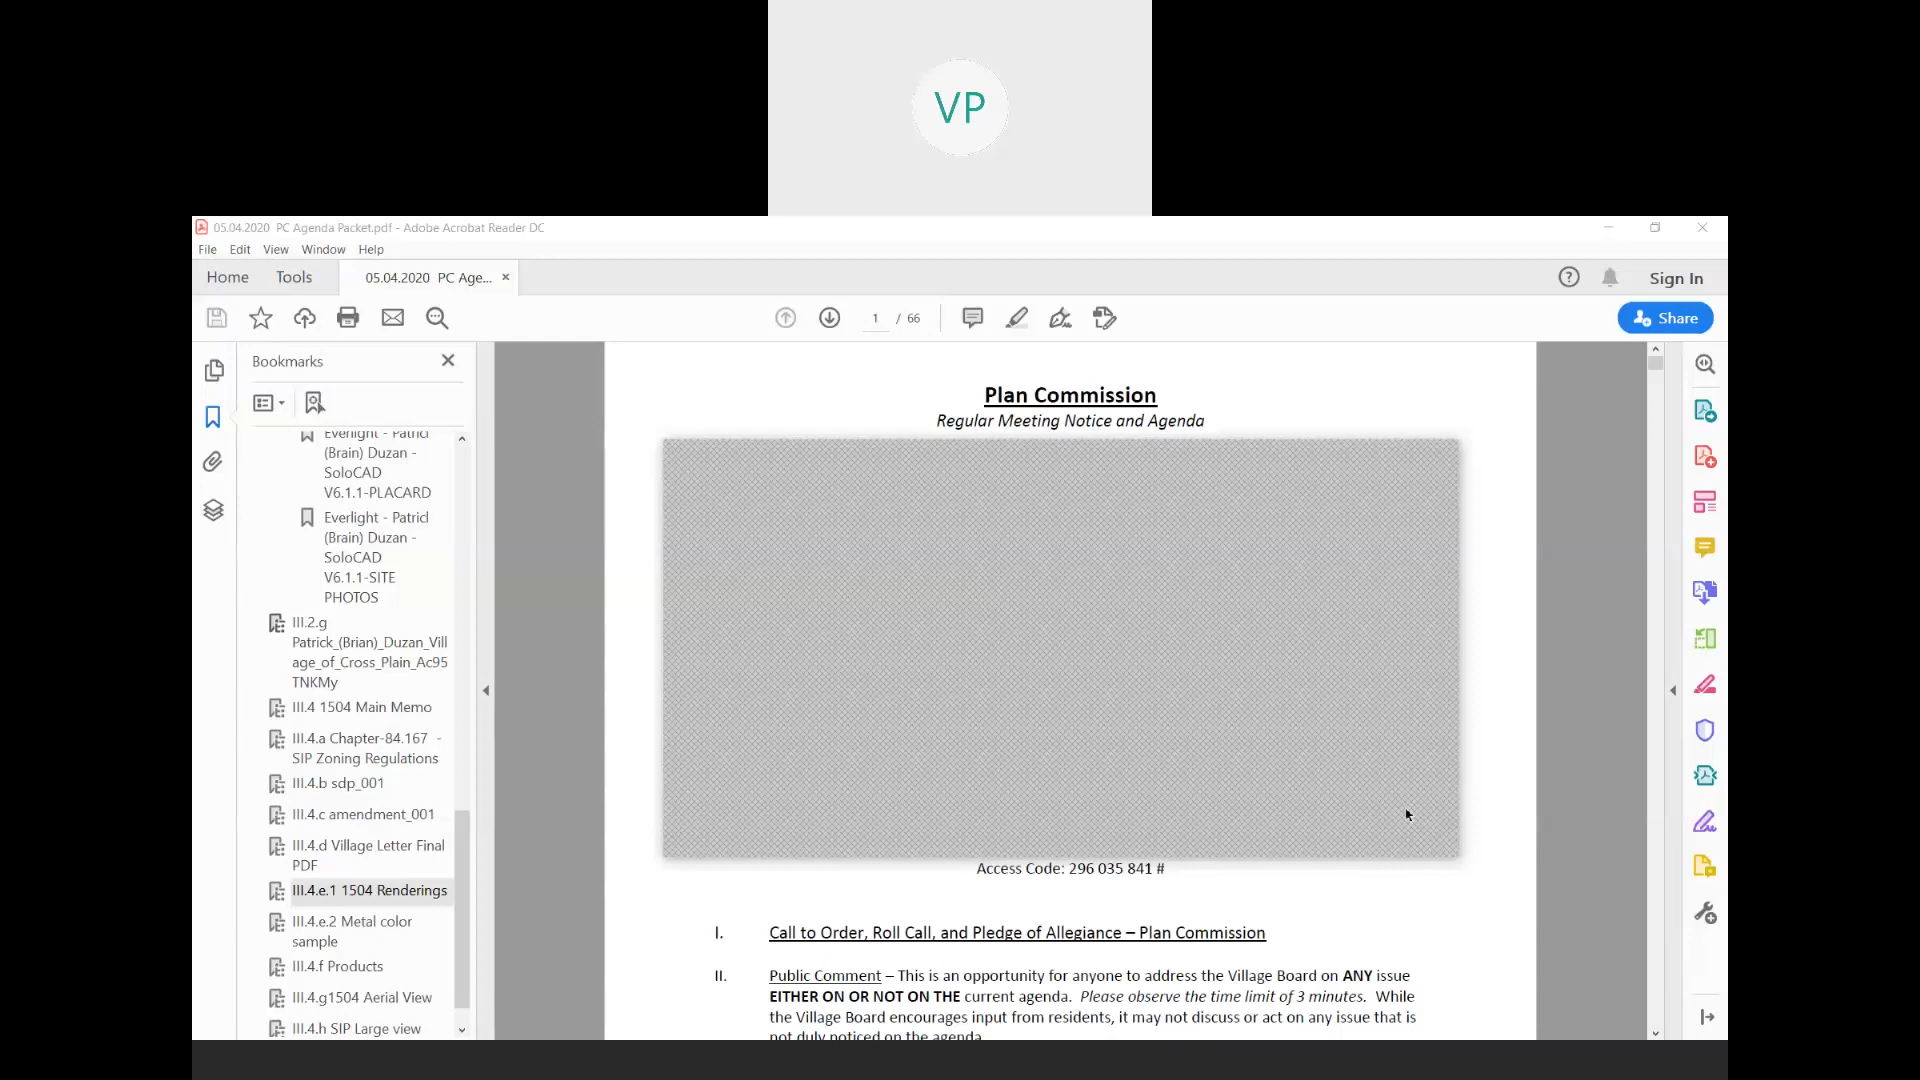 VP
05.04.2020 PC Agenda Packet.pdf - Adobe Acrobat Reader DC
File Edit View Window Help
Home Tools 05.04.2020 PC Age... × Sign In
1 / 66 Share
Bookmarks
Everlight - Patricl
(Brain) Duzan -
SoloCAD
V6.1.1-PLACARD
Everlight - Patricl
(Brain) Duzan -
SoloCAD
V6.1.1-SITE
PHOTOS
III.2.g
Patrick_(Brian)_Duzan_Vill
age_of_Cross_Plain_Ac95
TNKMy
III.4 1504 Main Memo
III.4.a Chapter-84.167 -
SIP Zoning Regulations
III.4.b sdp_001
III.4.c amendment_001
III.4.d Village Letter Final
PDF
III.4.e.1 1504 Renderings
III.4.e.2 Metal color
sample
III.4.f Products
III.4.g1504 Aerial View
III.4.h SIP Large view
Plan Commission
Regular Meeting Notice and Agenda
Access Code: 296 035 841 #
I. Call to Order, Roll Call, and Pledge of Allegiance – Plan Commission
II. Public Comment – This is an opportunity for anyone to address the Village Board on ANY issue
EITHER ON OR NOT ON THE current agenda. Please observe the time limit of 3 minutes. While
the Village Board encourages input from residents, it may not discuss or act on any issue that is
not duly noticed on the agenda.